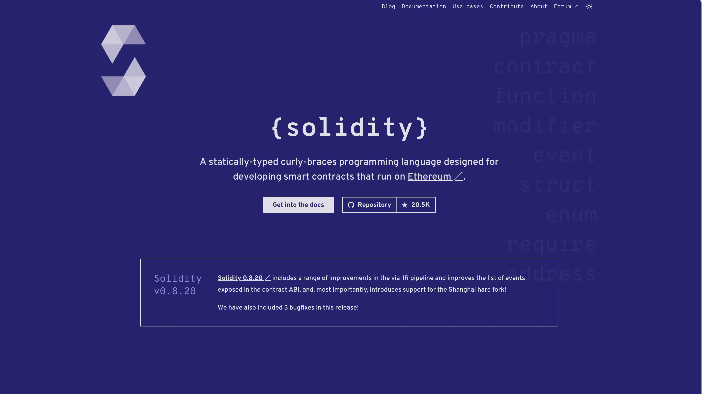 Blog Documentation Use cases Contribute About Forum
pragma
contract
function
modifier
event
struct
enum
require
address
{solidity}
A statically-typed curly-braces programming language designed for
developing smart contracts that run on Ethereum.
Get into the docs
Repository
20.5K
Solidity
v0.8.20
Solidity 0.8.20 includes a range of improvements in the via-IR pipeline and improves the list of events
exposed in the contract ABI, and, most importantly, introduces support for the Shanghai hard fork!
We have also included 3 bugfixes in this release!